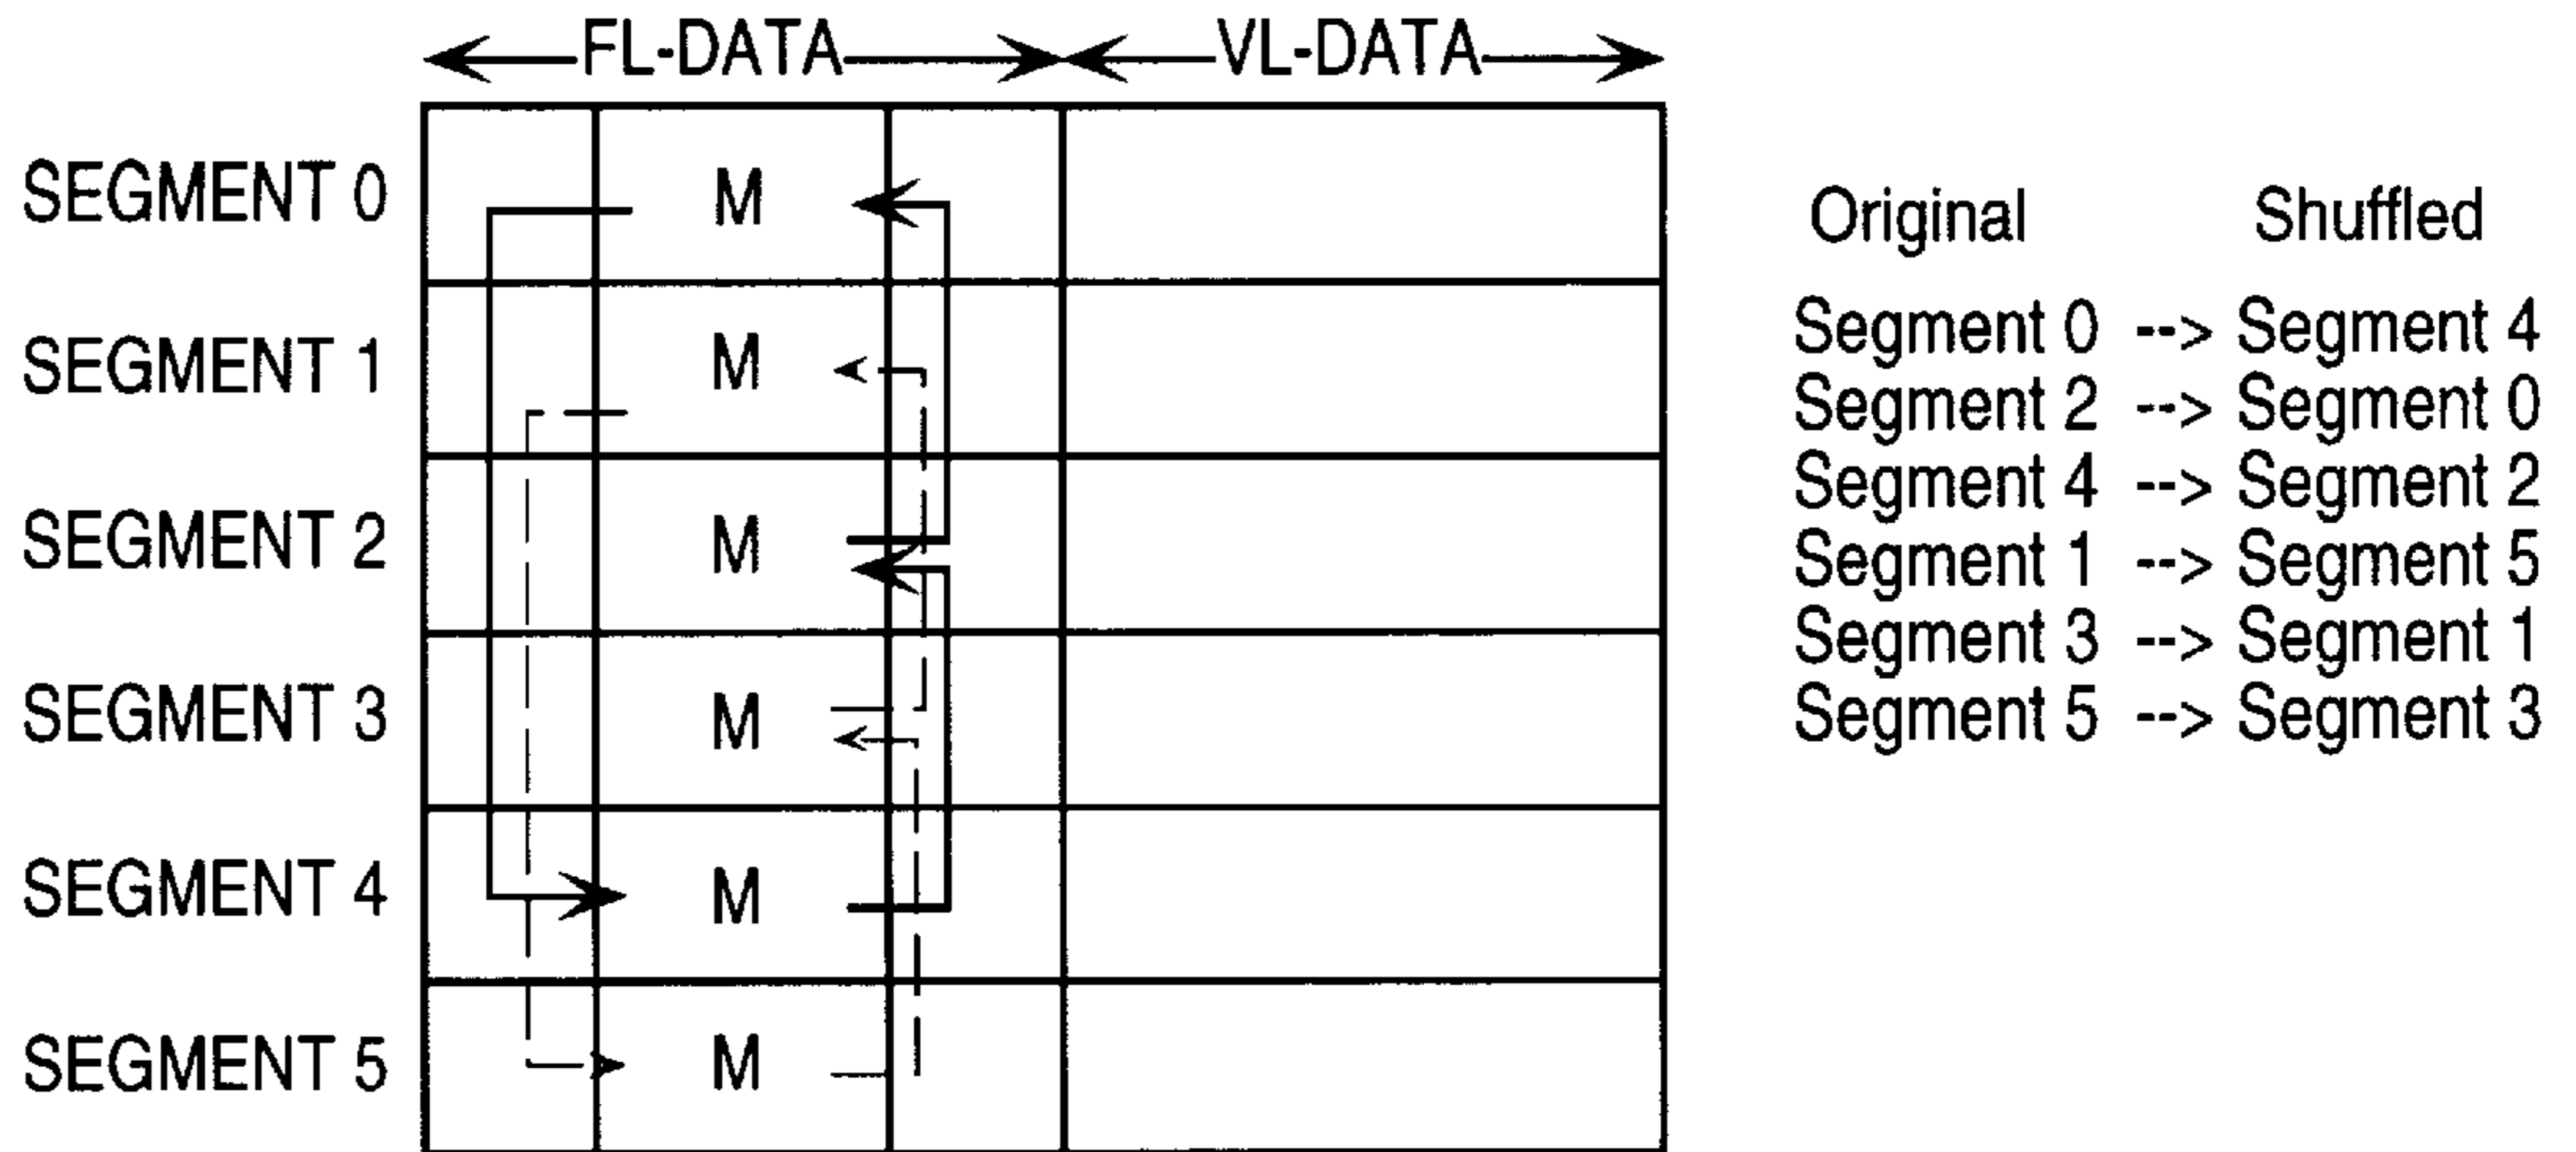 FL-DATA VL-DATA
SEGMENT 0 M
SEGMENT 1 M
SEGMENT 2 M
SEGMENT 3 M
SEGMENT 4 M
SEGMENT 5 M
Original Shuffled
Segment 0 --> Segment 4
Segment 2 --> Segment 0
Segment 4 --> Segment 2
Segment 1 --> Segment 5
Segment 3 --> Segment 1
Segment 5 --> Segment 3